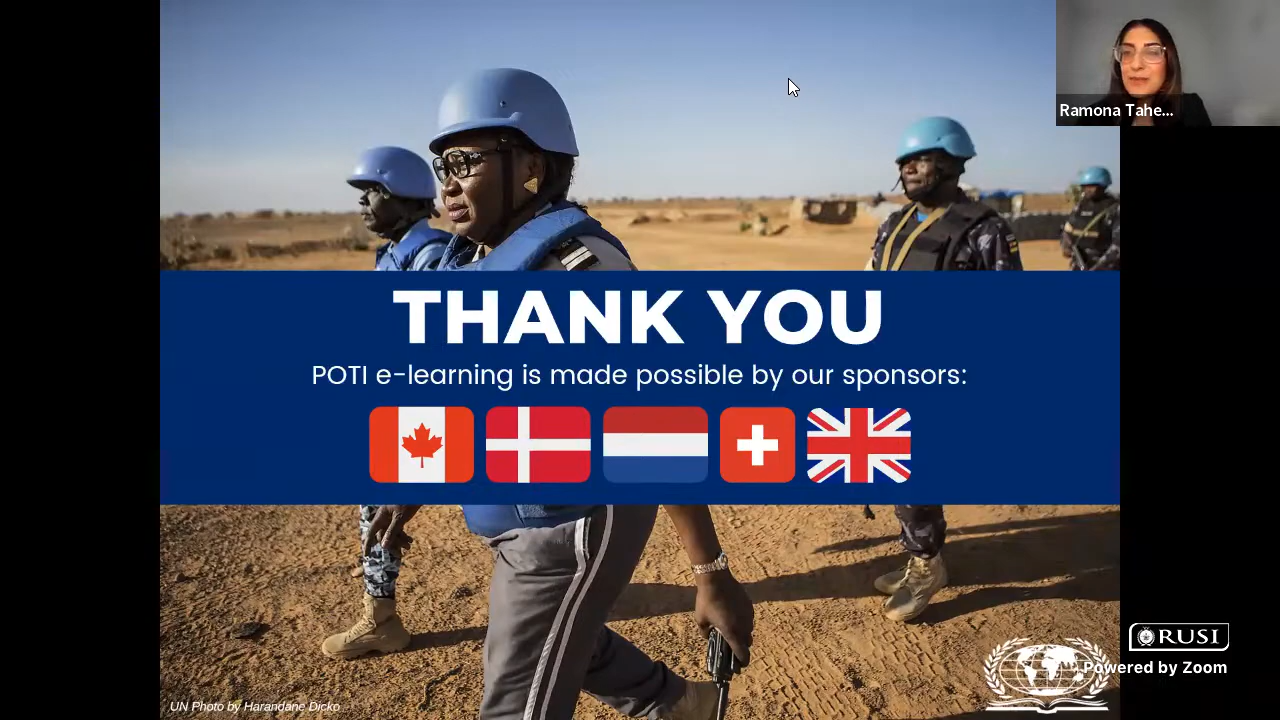 Ramona Tahe...
THANK YOU
POTI e-learning is made possible by our sponsors:
RUSI
Powered by Zoom
UN Photo by Harandane Dicko